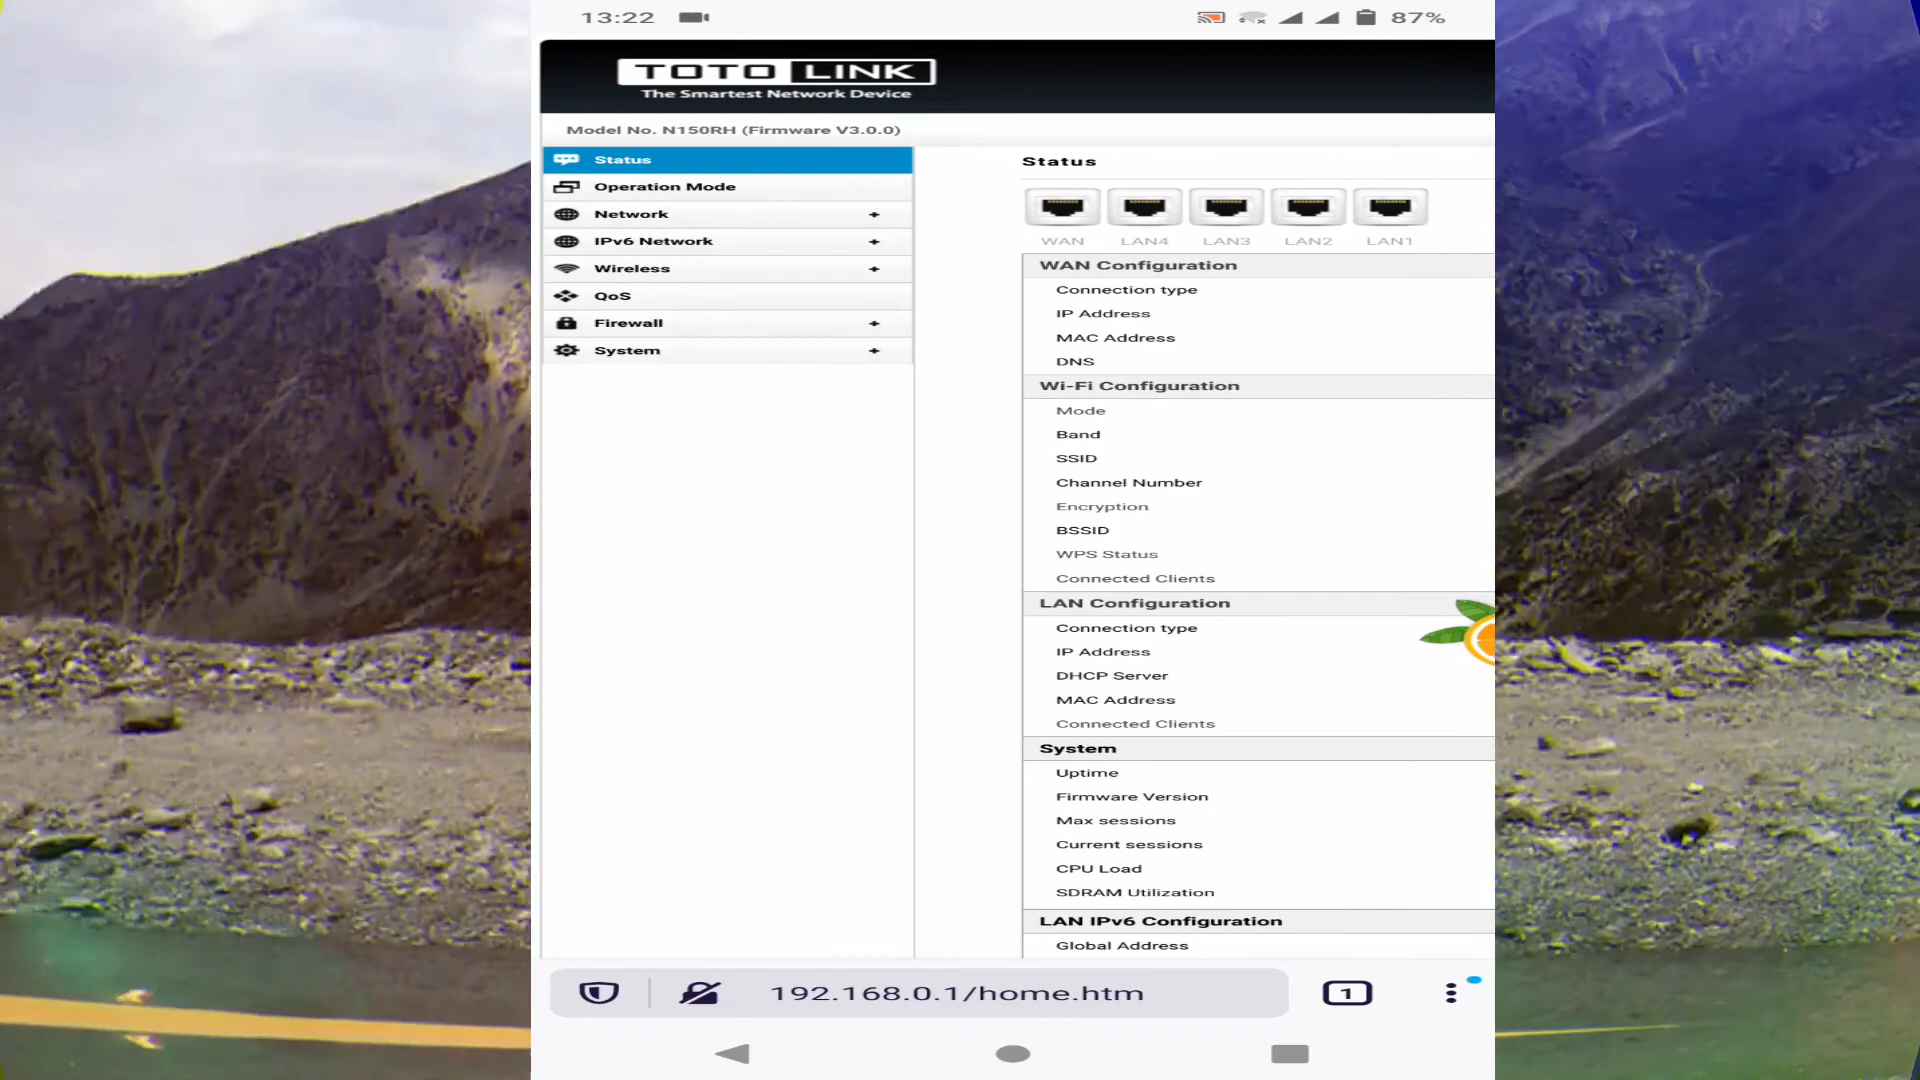 13:22
87%
TOTO LINK
The Smartest Network Device
Model No. N150RH (Firmware V3.0.0)
Status
Operation Mode
Network +
IPv6 Network +
Wireless +
QoS
Firewall +
System +
Status
WAN LAN4 LAN3 LAN2 LAN1
WAN Configuration
Connection type
IP Address
MAC Address
DNS
Wi-Fi Configuration
Mode
Band
SSID
Channel Number
Encryption
BSSID
WPS Status
Connected Clients
LAN Configuration
Connection type
IP Address
DHCP Server
MAC Address
Connected Clients
System
Uptime
Firmware Version
Max sessions
Current sessions
CPU Load
SDRAM Utilization
LAN IPv6 Configuration
Global Address
192.168.0.1/home.htm
1